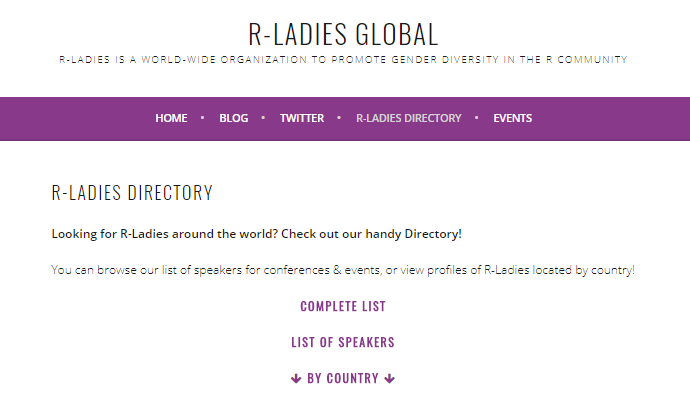 R-LADIES GLOBAL
R-LADIES IS A WORLD-WIDE ORGANIZATION TO PROMOTE GENDER DIVERSITY IN THE R COMMUNITY
HOME • BLOG • TWITTER • R-LADIES DIRECTORY • EVENTS
R-LADIES DIRECTORY
Looking for R-Ladies around the world? Check out our handy Directory!
You can browse our list of speakers for conferences & events, or view profiles of R-Ladies located by country!
COMPLETE LIST
LIST OF SPEAKERS
↓ BY COUNTRY ↓